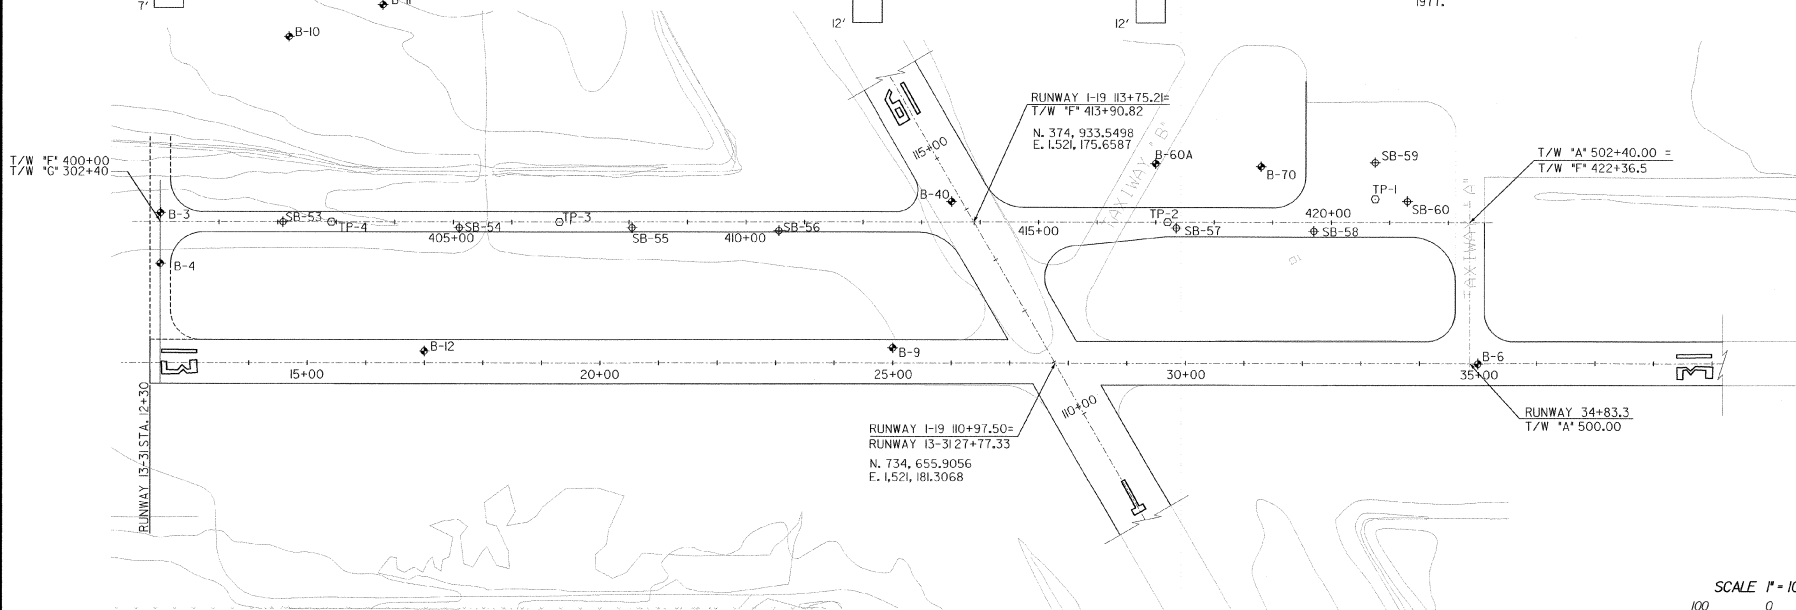 7'
B-11
12'
12'
1977.
B-10
19
RUNWAY 1-19 113+75.21=
T/W "F" 413+90.82
N. 374, 933.5498
E. 1,521, 175.6587
115+00
TAXIWAY "B"
T/W "F" 400+00
T/W "G" 302+40
B-60A
B-70
SB-59
T/W "A" 502+40.00 =
T/W "F" 422+36.5
TP-1
SB-60
TAXIWAY "A"
B-40
B-3
SB-53
TP-4
SB-54
405+00
TP-3
SB-55
410+00
SB-56
415+00
TP-2
SB-57
420+00
SB-58
B-4
B-12
B-9
B-6
13
15+00
20+00
25+00
30+00
35+00
31
110+00
RUNWAY 13-31 STA. 12+30
RUNWAY 1-19 110+97.50=
RUNWAY 13-31 27+77.33
N. 734, 655.9056
E. 1,521, 181.3068
RUNWAY 34+83.3
T/W "A" 500.00
1
SCALE 1" = 10
100 0